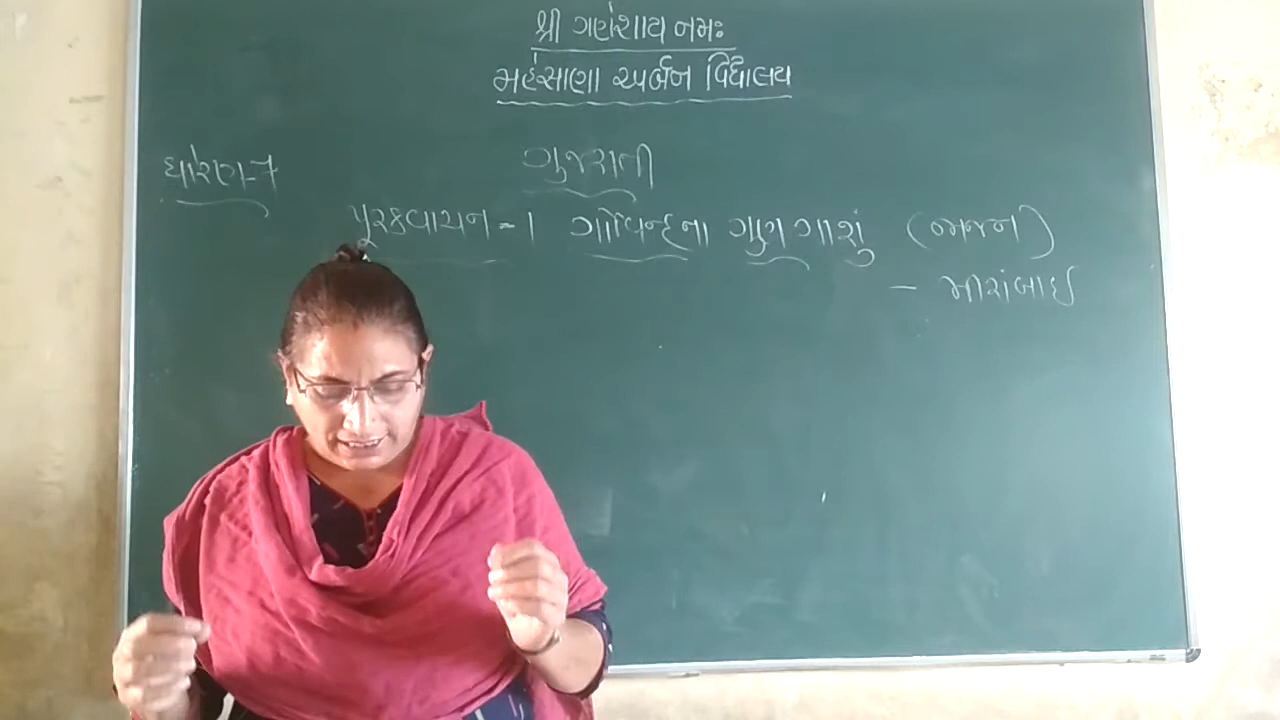 શ્રી ગણેશાય નમઃ
મહેસાણા અર્બન વિદ્યાલય
ધોરણ-7
ગુજરાતી
પૂરકવાચન - 1 ગોવિન્દના ગુણ ગાશું (ભજન)
- મીરાંબાઈ